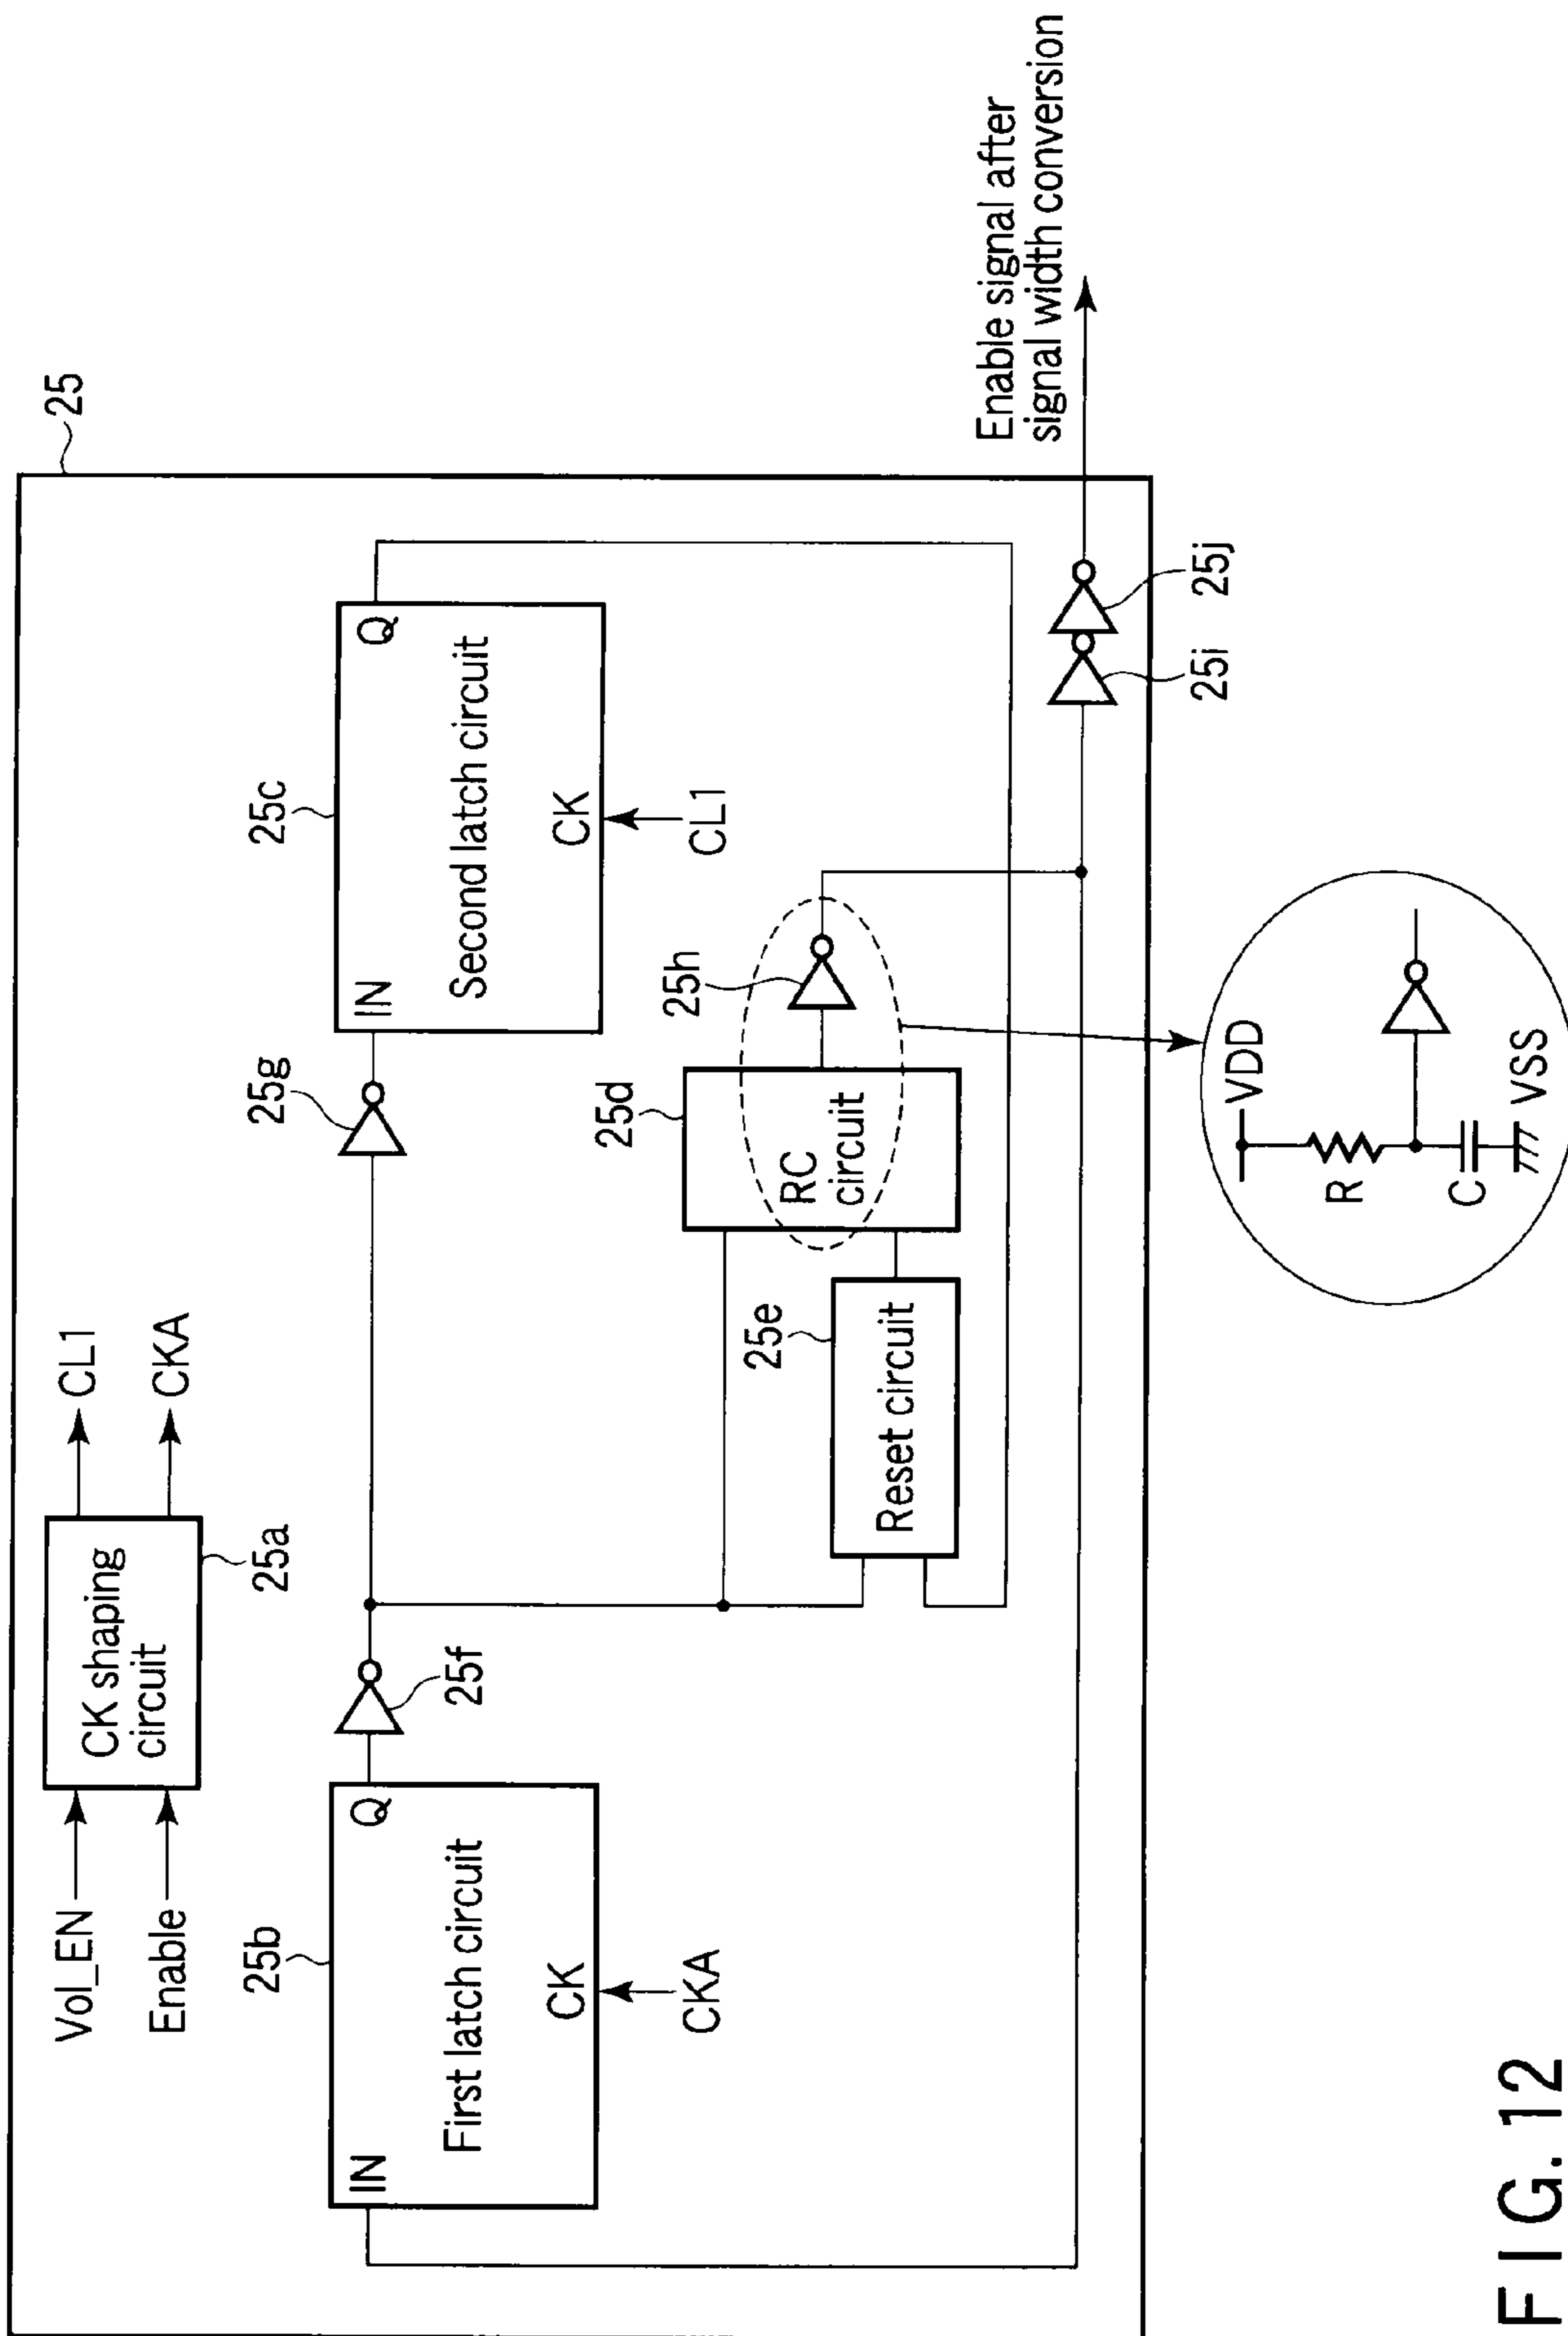 25
Vol_EN
Enable
CK shaping
circuit
CL1
CKA
25a
25b
IN
Q
First latch circuit
CK
CKA
25f
25g
25c
IN
Q
Second latch circuit
CK
CL1
25d
RC
circuit
25h
25e
Reset circuit
25i
25j
Enable signal after
signal width conversion
VDD
R
C
VSS
FIG. 12